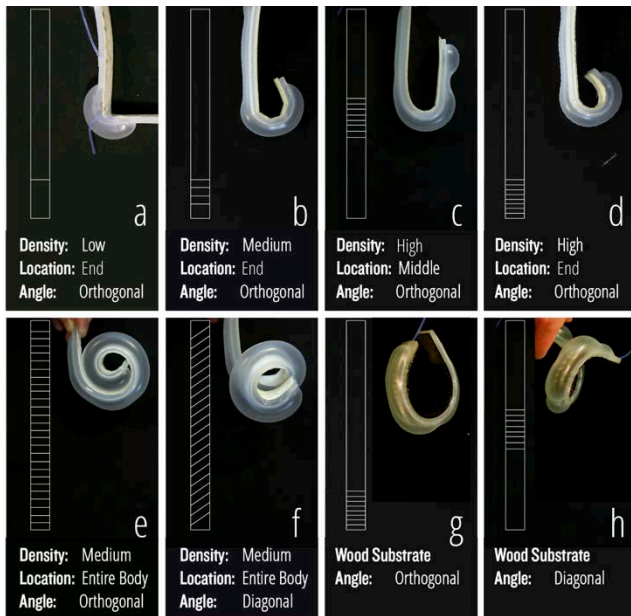 a
Density: Low
Location: End
Angle: Orthogonal
b
Density: Medium
Location: End
Angle: Orthogonal
c
Density: High
Location: Middle
Angle: Orthogonal
d
Density: High
Location: End
Angle: Orthogonal
e
Density: Medium
Location: Entire Body
Angle: Orthogonal
f
Density: Medium
Location: Entire Body
Angle: Diagonal
g
Wood Substrate
Angle: Orthogonal
h
Wood Substrate
Angle: Diagonal